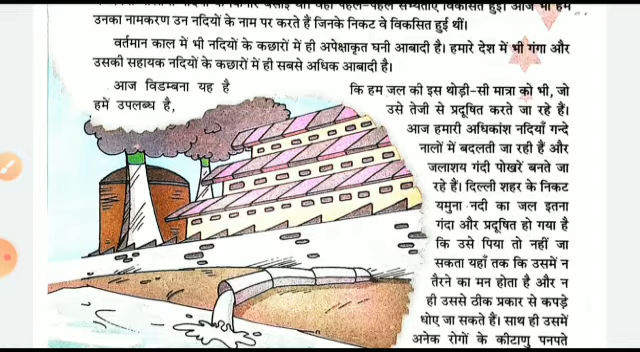 उनका नामकरण उन नदियों के नाम पर करते हैं जिनके निकट वे विकसित हुई थीं।
वर्तमान काल में भी नदियों के कछारों में ही अपेक्षाकृत घनी आबादी है। हमारे देश में भी गंगा और
उसकी सहायक नदियों के कछारों में ही सबसे अधिक आबादी है।
आज विडम्बना यह है कि हम जल की इस थोड़ी-सी मात्रा को भी, जो
हमें उपलब्ध है, उसे तेजी से प्रदूषित करते जा रहे हैं।
आज हमारी अधिकांश नदियाँ गन्दे
नालों में बदलती जा रही हैं और
जलाशय गंदी पोखरें बनते जा
रहे हैं। दिल्ली शहर के निकट
यमुना नदी का जल इतना
गंदा और प्रदूषित हो गया है
कि उसे पिया तो नहीं जा
सकता यहाँ तक कि उसमें न
तैरने का मन होता है और न
ही उससे ठीक प्रकार से कपड़े
धोए जा सकते हैं। साथ ही उसमें
अनेक रोगों के कीटाणु पनपते